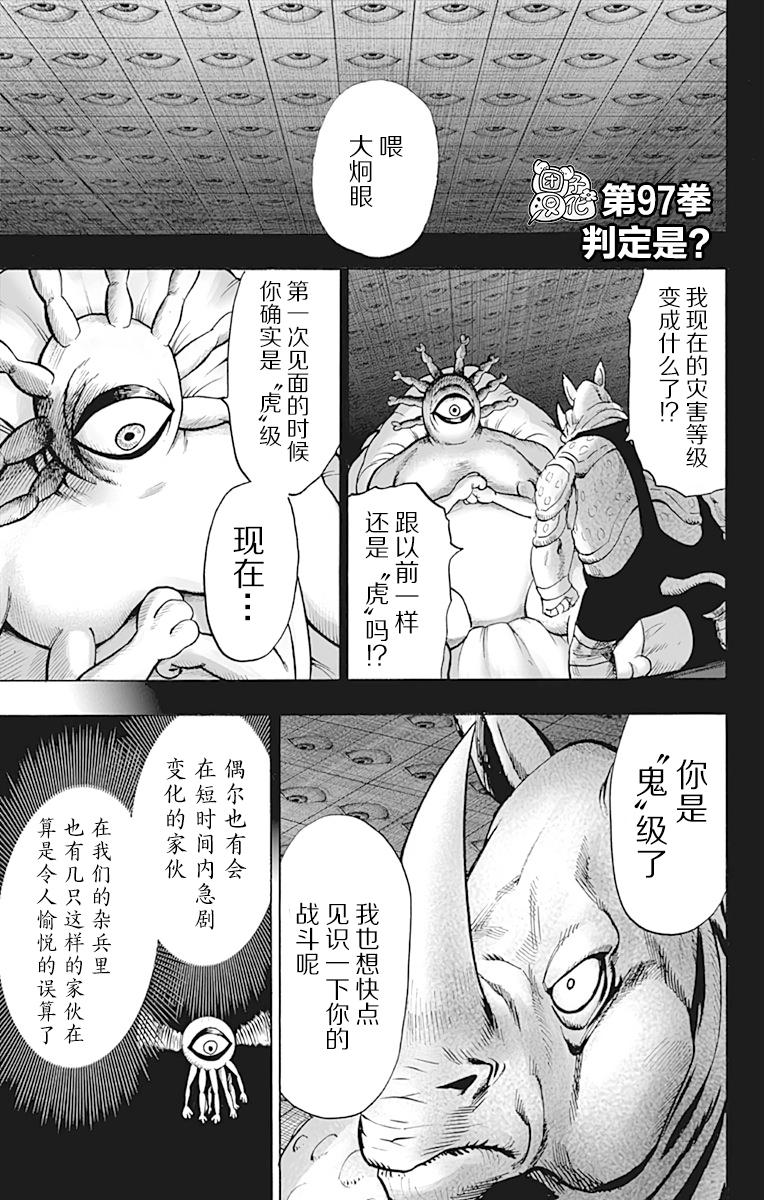 喂
大炯眼
团子
汉化
第97拳
判定是?
我现在的灾害等级
变成什么了!?
跟以前一样
还是〝虎〞吗!?
第一次见面的时候
你确实是〝虎〞级
现在…
你是
〝鬼〞级了
我也想快点
见识一下你的
战斗呢
偶尔也有会
在短时间内急剧
变化的家伙
在我们的杂兵里
也有几只这样的家伙在
算是令人愉悦的误算了